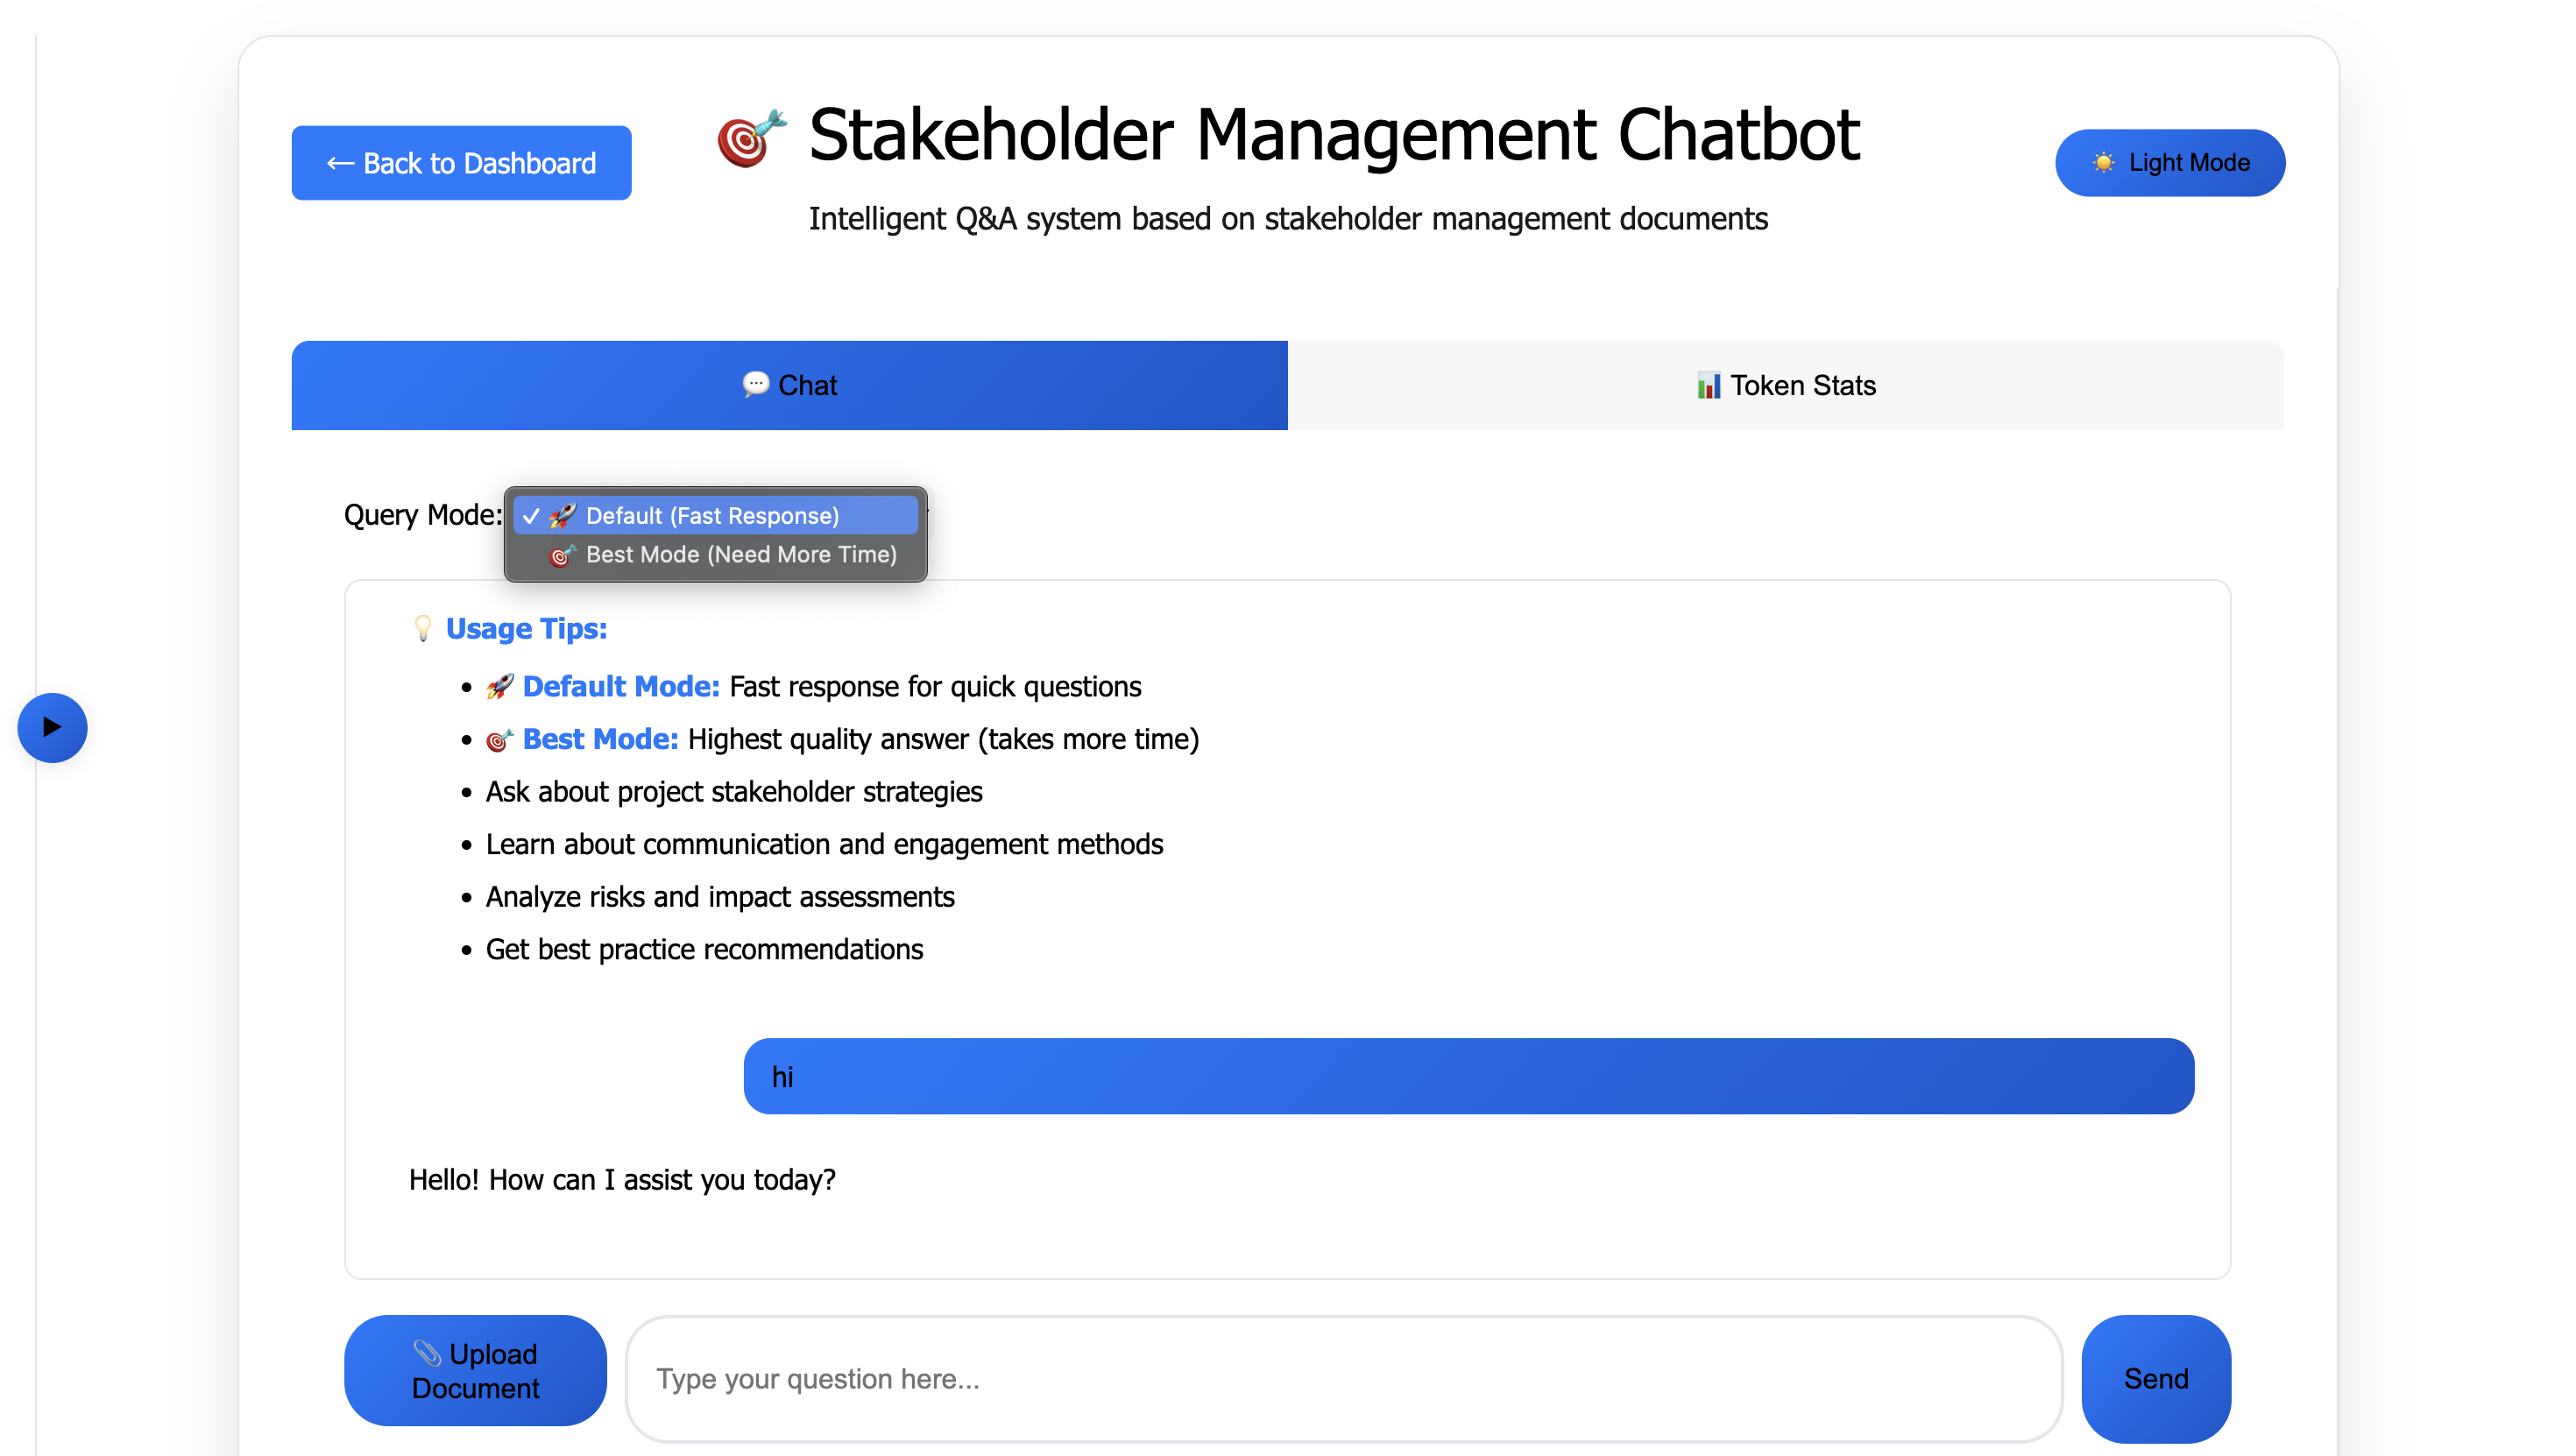 ← Back to Dashboard
🎯 Stakeholder Management Chatbot
Intelligent Q&A system based on stakeholder management documents
☀️ Light Mode
💬 Chat
📊 Token Stats
Query Mode:
✓ 🚀 Default (Fast Response)
🎯 Best Mode (Need More Time)
💡 Usage Tips:
• 🚀 Default Mode: Fast response for quick questions
• 🎯 Best Mode: Highest quality answer (takes more time)
• Ask about project stakeholder strategies
• Learn about communication and engagement methods
• Analyze risks and impact assessments
• Get best practice recommendations
hi
Hello! How can I assist you today?
📎 Upload
Document
Type your question here...
Send